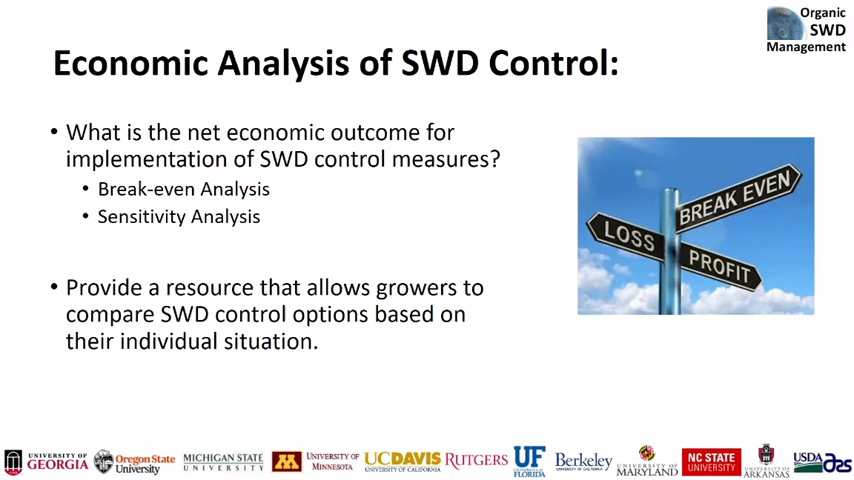 Organic
SWD
Management
Economic Analysis of SWD Control:
• What is the net economic outcome for
implementation of SWD control measures?
• Break-even Analysis
• Sensitivity Analysis
• Provide a resource that allows growers to
compare SWD control options based on
their individual situation.
BREAK EVEN
LOSS
PROFIT
UNIVERSITY OF
GEORGIA
Oregon State
University
MICHIGAN STATE
UNIVERSITY
M
UNIVERSITY OF
MINNESOTA
UCDAVIS
UNIVERSITY OF CALIFORNIA
RUTGERS
UF
UNIVERSITY of
FLORIDA
Berkeley
UNIVERSITY OF CALIFORNIA
UNIVERSITY OF
MARYLAND
NC STATE
UNIVERSITY
UNIVERSITY OF
ARKANSAS
USDA
ars